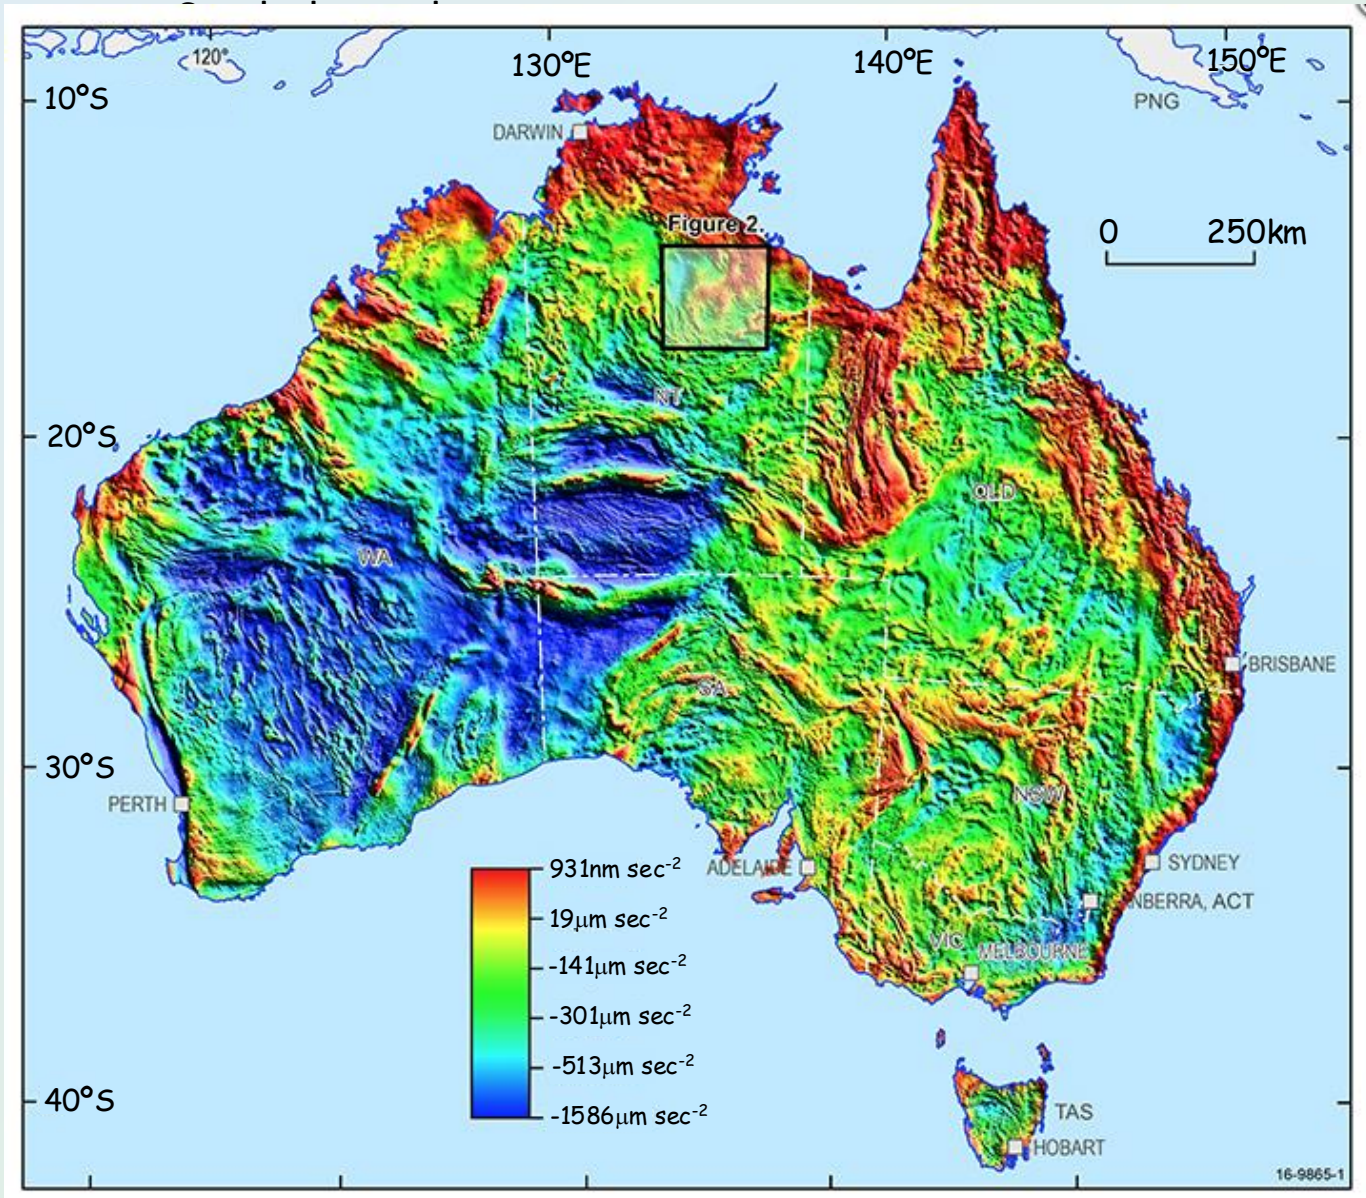 120°
130°E
140°E
150°E
10°S
PNG
DARWIN
Figure 2.
0 250km
NT
20°S
QLD
WA
BRISBANE
SA
30°S
NSW
PERTH
ADELAIDE
SYDNEY
NBERRA, ACT
VIC
MELBOURNE
931nm sec-2
19µm sec-2
-141µm sec-2
-301µm sec-2
-513µm sec-2
-1586µm sec-2
40°S
TAS
HOBART
16-9865-1